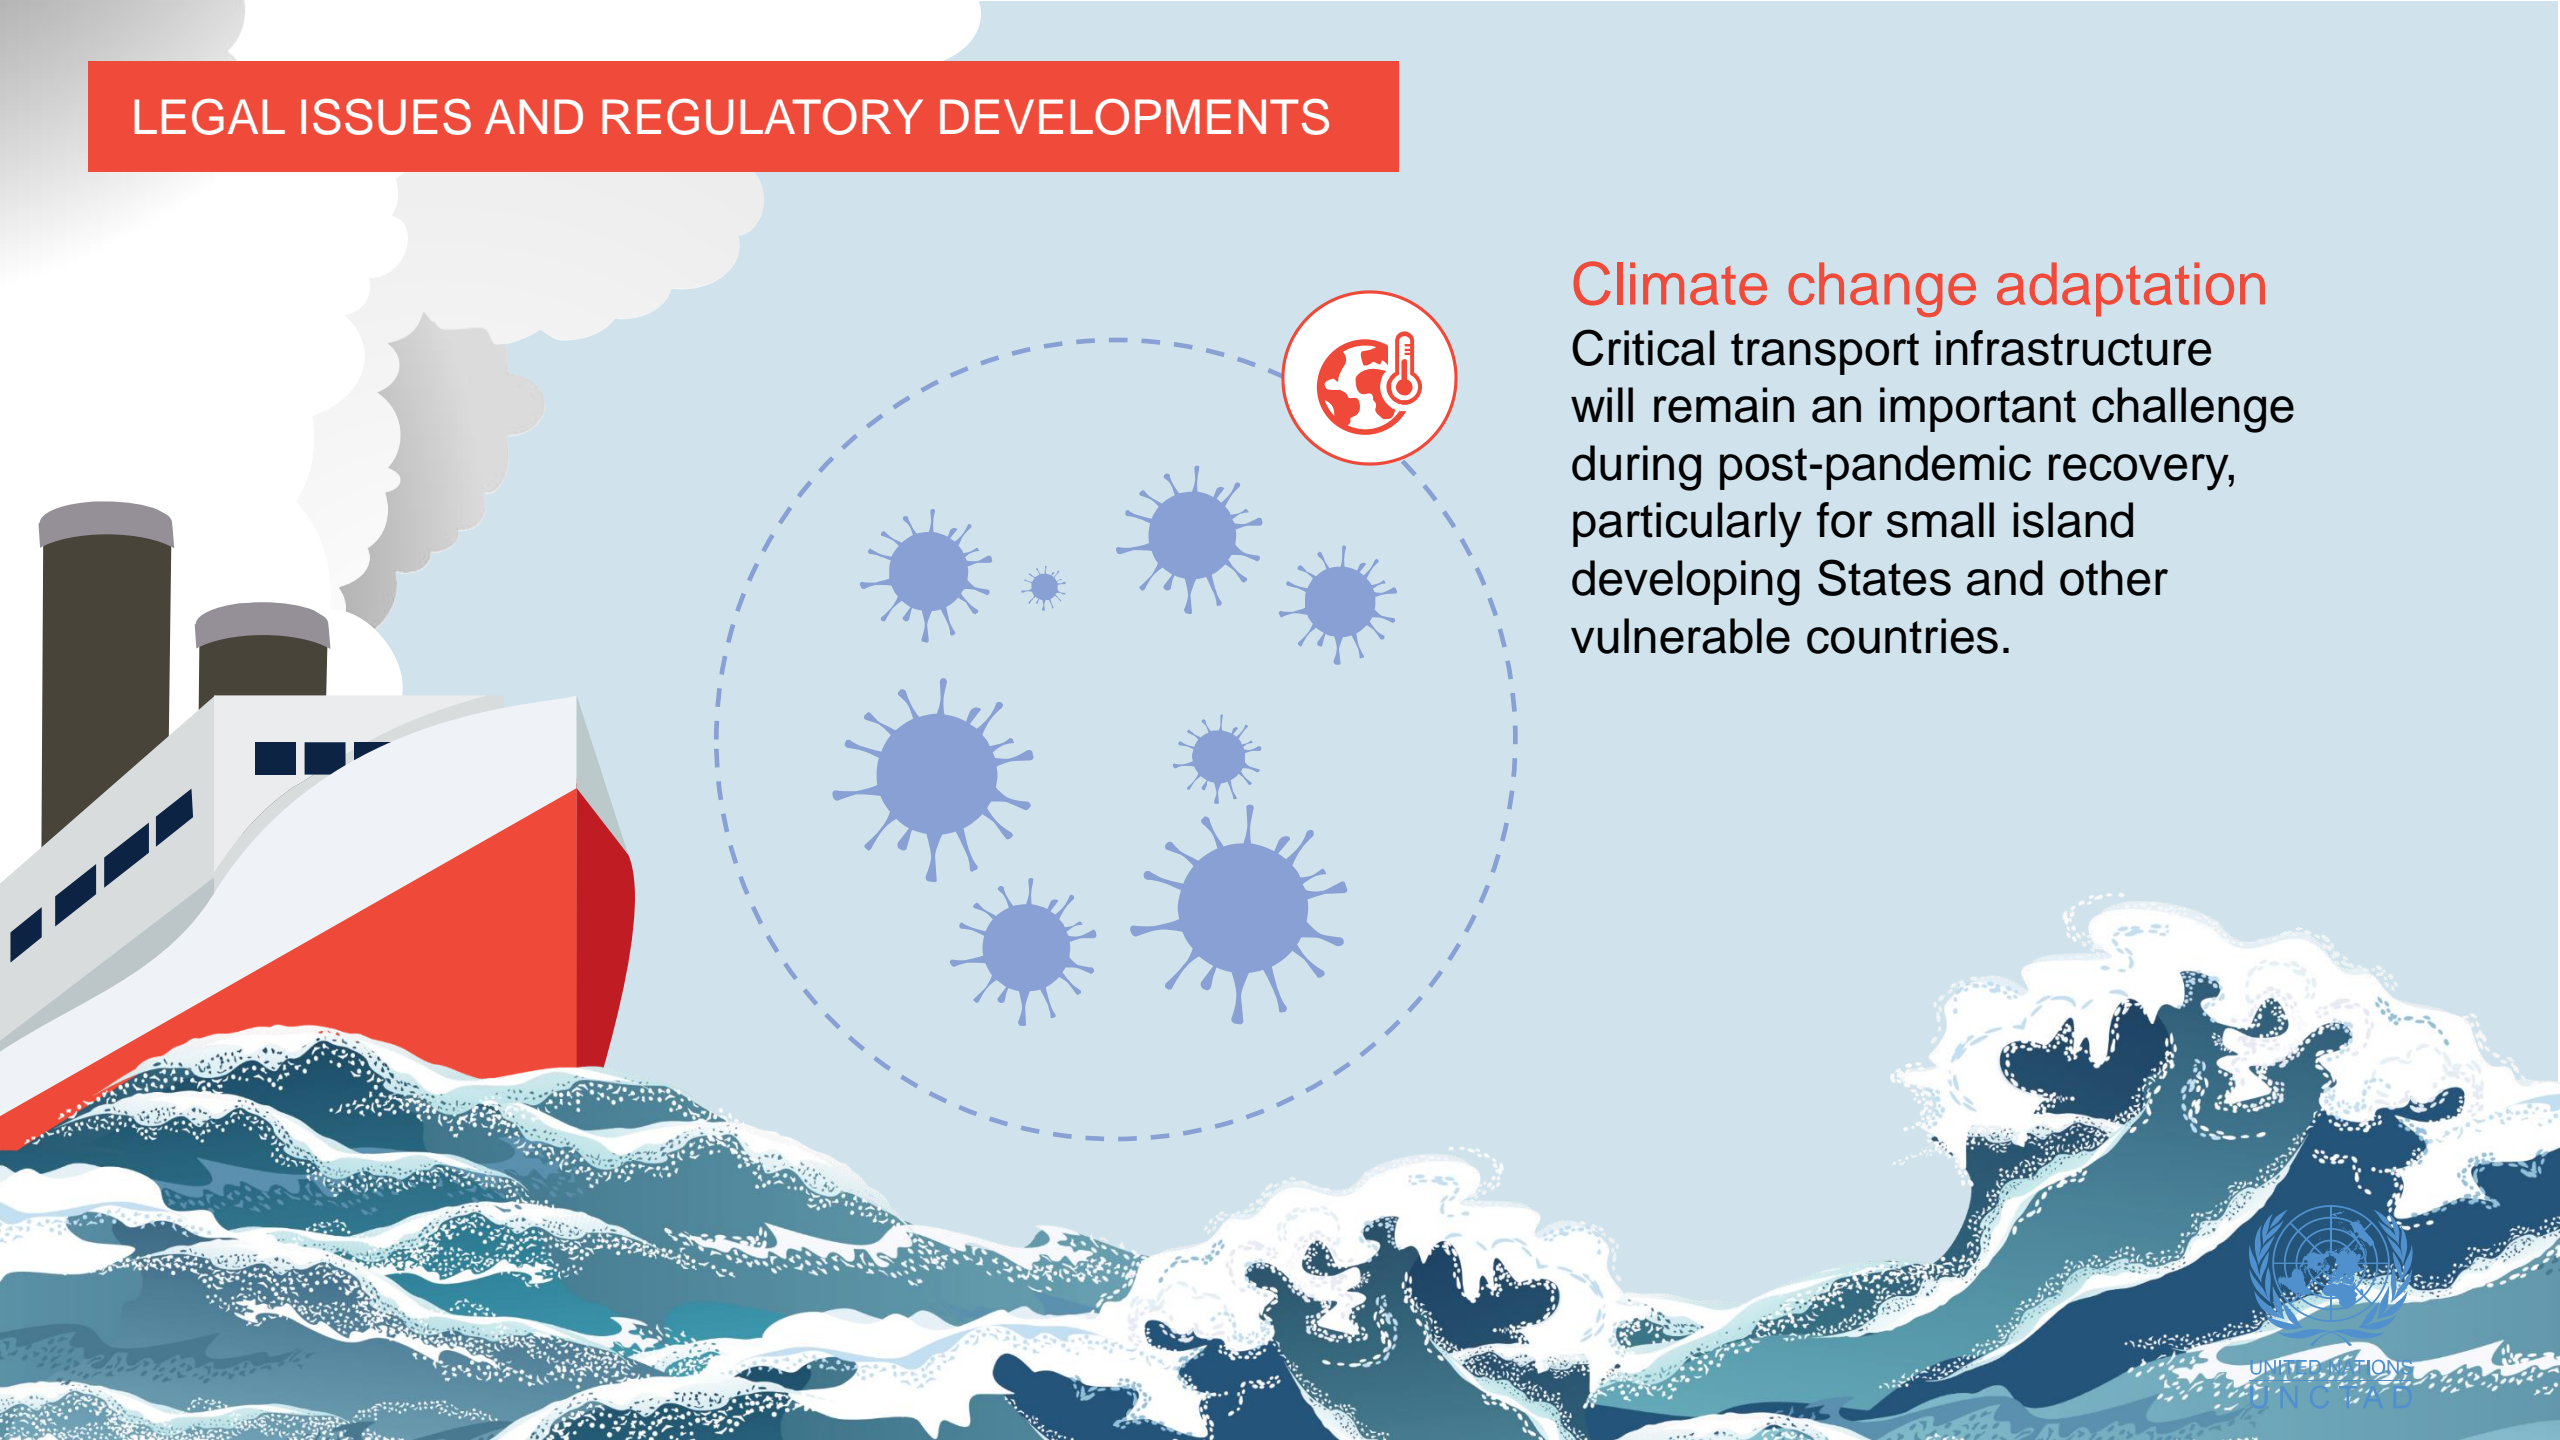 LEGAL ISSUES AND REGULATORY DEVELOPMENTS
Climate change adaptation
Critical transport infrastructure
will remain an important challenge
during post-pandemic recovery,
particularly for small island
developing States and other
vulnerable countries.
UNITED NATIONS
UNCTAD